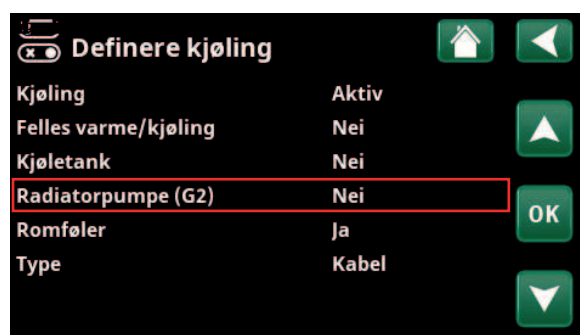 Definere kjøling
Kjøling Aktiv
Felles varme/kjøling Nei
Kjøletank Nei
Radiatorpumpe (G2) Nei
Romføler Ja
Type Kabel
OK